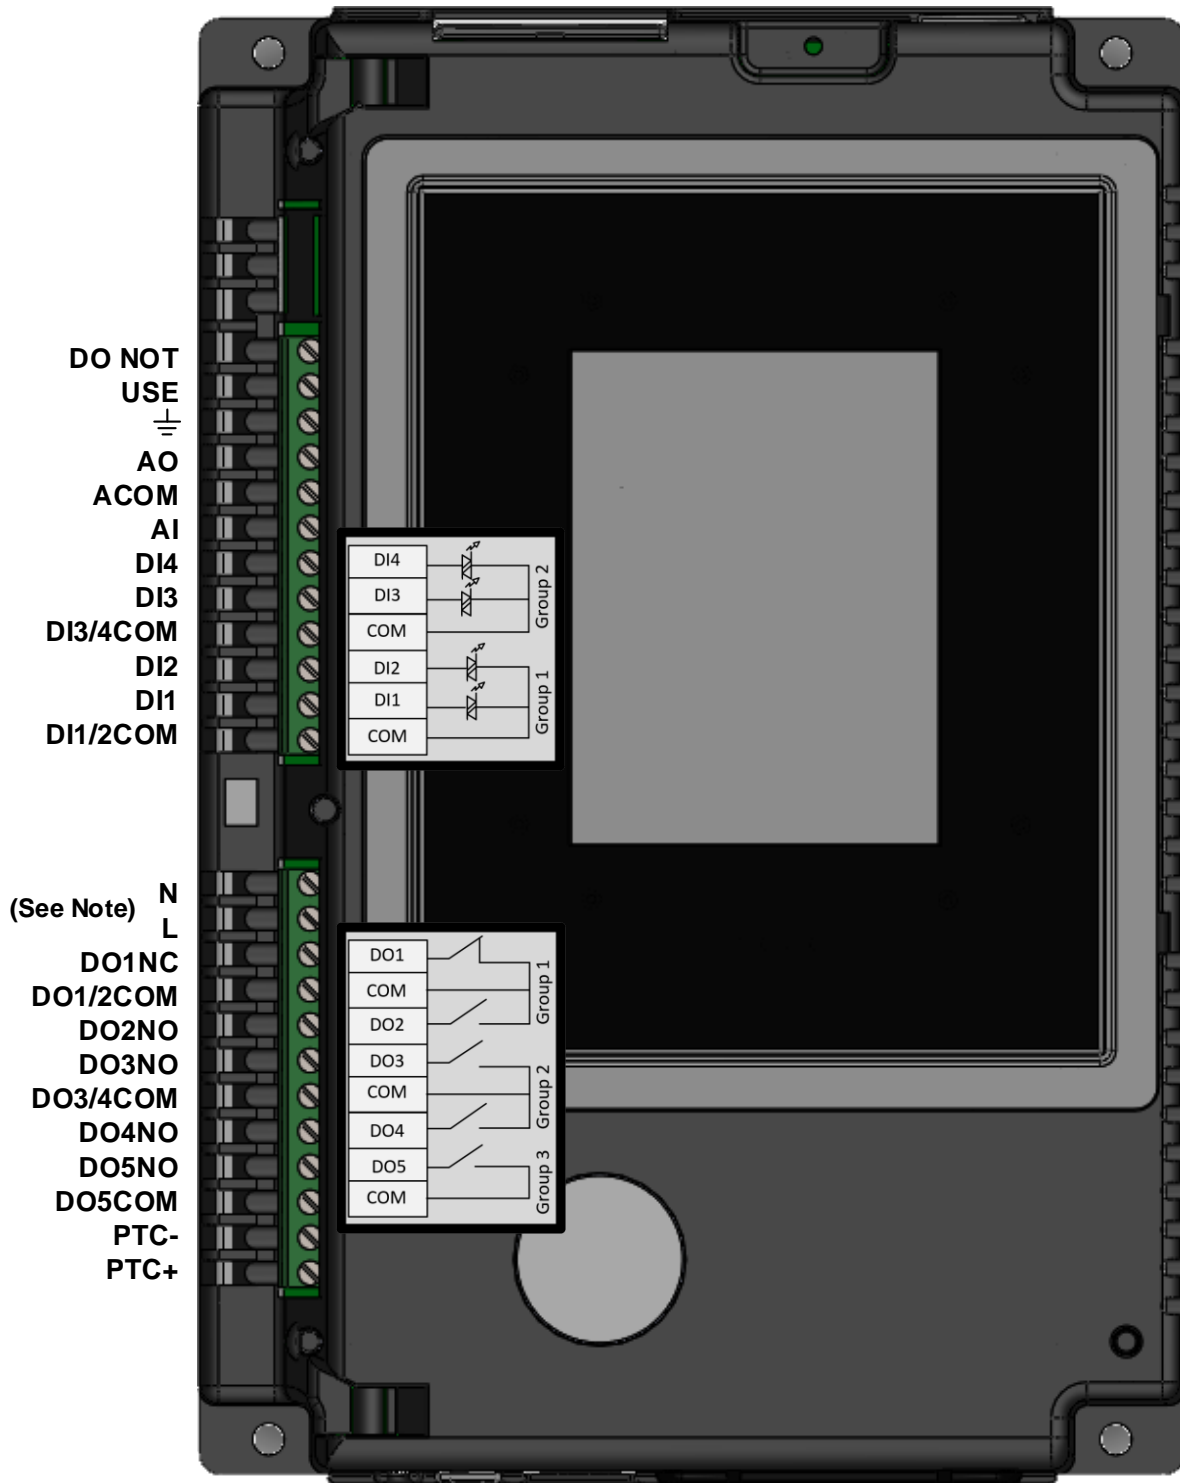 DO NOT
USE
AO
ACOM
AI
DI4
DI3
DI3/4COM
DI2
DI1
DI1/2COM
DI4
DI3
COM
Group 2
DI2
DI1
COM
Group 1
(See Note)
N
L
DO1NC
DO1/2COM
DO2NO
DO3NO
DO3/4COM
DO4NO
DO5NO
DO5COM
PTC-
PTC+
DO1
COM
DO2
Group 1
DO3
COM
DO4
Group 2
DO5
COM
Group 3